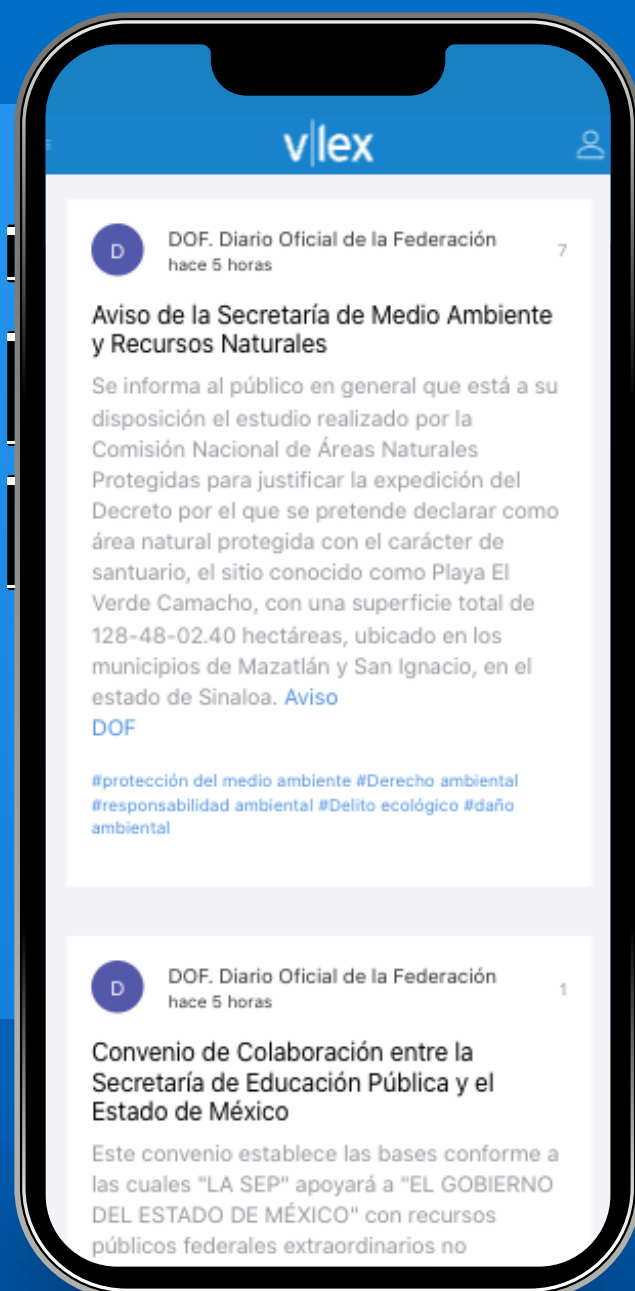 v|lex
D
DOF. Diario Oficial de la Federación
7
hace 5 horas
Aviso de la Secretaría de Medio Ambiente
y Recursos Naturales
Se informa al público en general que está a su
disposición el estudio realizado por la
Comisión Nacional de Áreas Naturales
Protegidas para justificar la expedición del
Decreto por el que se pretende declarar como
área natural protegida con el carácter de
santuario, el sitio conocido como Playa El
Verde Camacho, con una superficie total de
128-48-02.40 hectáreas, ubicado en los
municipios de Mazatlán y San Ignacio, en el
estado de Sinaloa. Aviso
DOF
#protección del medio ambiente #Derecho ambiental
#responsabilidad ambiental #Delito ecológico #daño
ambiental
D
DOF. Diario Oficial de la Federación
1
hace 5 horas
Convenio de Colaboración entre la
Secretaría de Educación Pública y el
Estado de México
Este convenio establece las bases conforme a
las cuales "LA SEP" apoyará a "EL GOBIERNO
DEL ESTADO DE MÉXICO" con recursos
públicos federales extraordinarios no